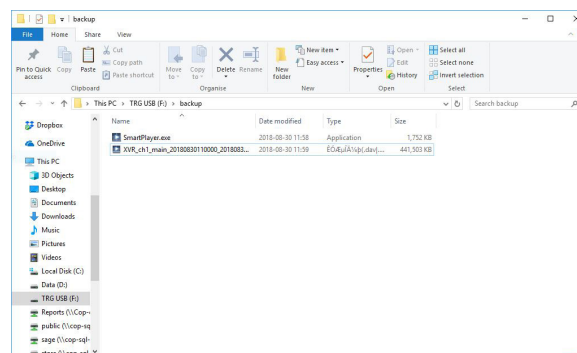 backup
File Home Share View
Pin to Quick access
Copy
Paste
Cut
Copy path
Paste shortcut
Clipboard
Move to
Copy to
Delete
Rename
Organise
New folder
New item
Easy access
New
Properties
Open
Edit
History
Open
Select all
Select none
Invert selection
Select
This PC > TRG USB (F:) > backup
Search backup
Name Date modified Type Size
SmartPlayer.exe 2018-08-30 11:58 Application 1,752 KB
XVR_ch1_main_20180830110000_2018083... 2018-08-30 11:59 441,503 KB
Dropbox
OneDrive
This PC
3D Objects
Desktop
Documents
Downloads
Music
Pictures
Videos
Local Disk (C:)
Data (D:)
TRG USB (F:)
Reports (\\Cop-
public (\\cop-sq
sage (\\cop-sql-